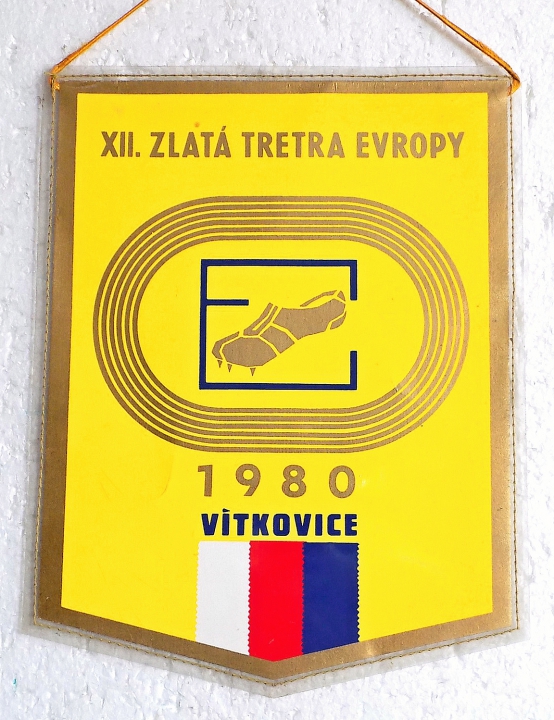 XII. ZLATÁ TRETRA EVROPY
1980
VÍTKOVICE